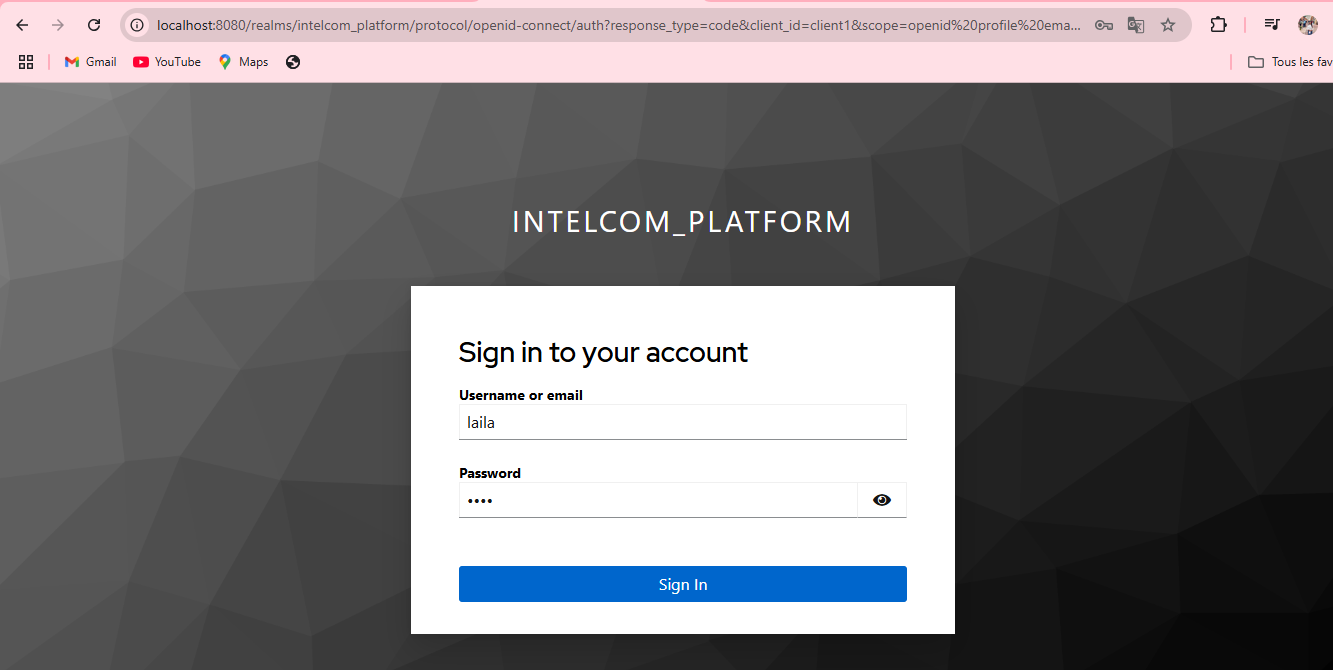 localhost:8080/realms/intelcom_platform/protocol/openid-connect/auth?response_type=code&client_id=client1&scope=openid%20profile%20ema...
Gmail YouTube Maps Tous les fav
INTELCOM_PLATFORM
Sign in to your account
Username or email
laila
Password
••••
Sign In